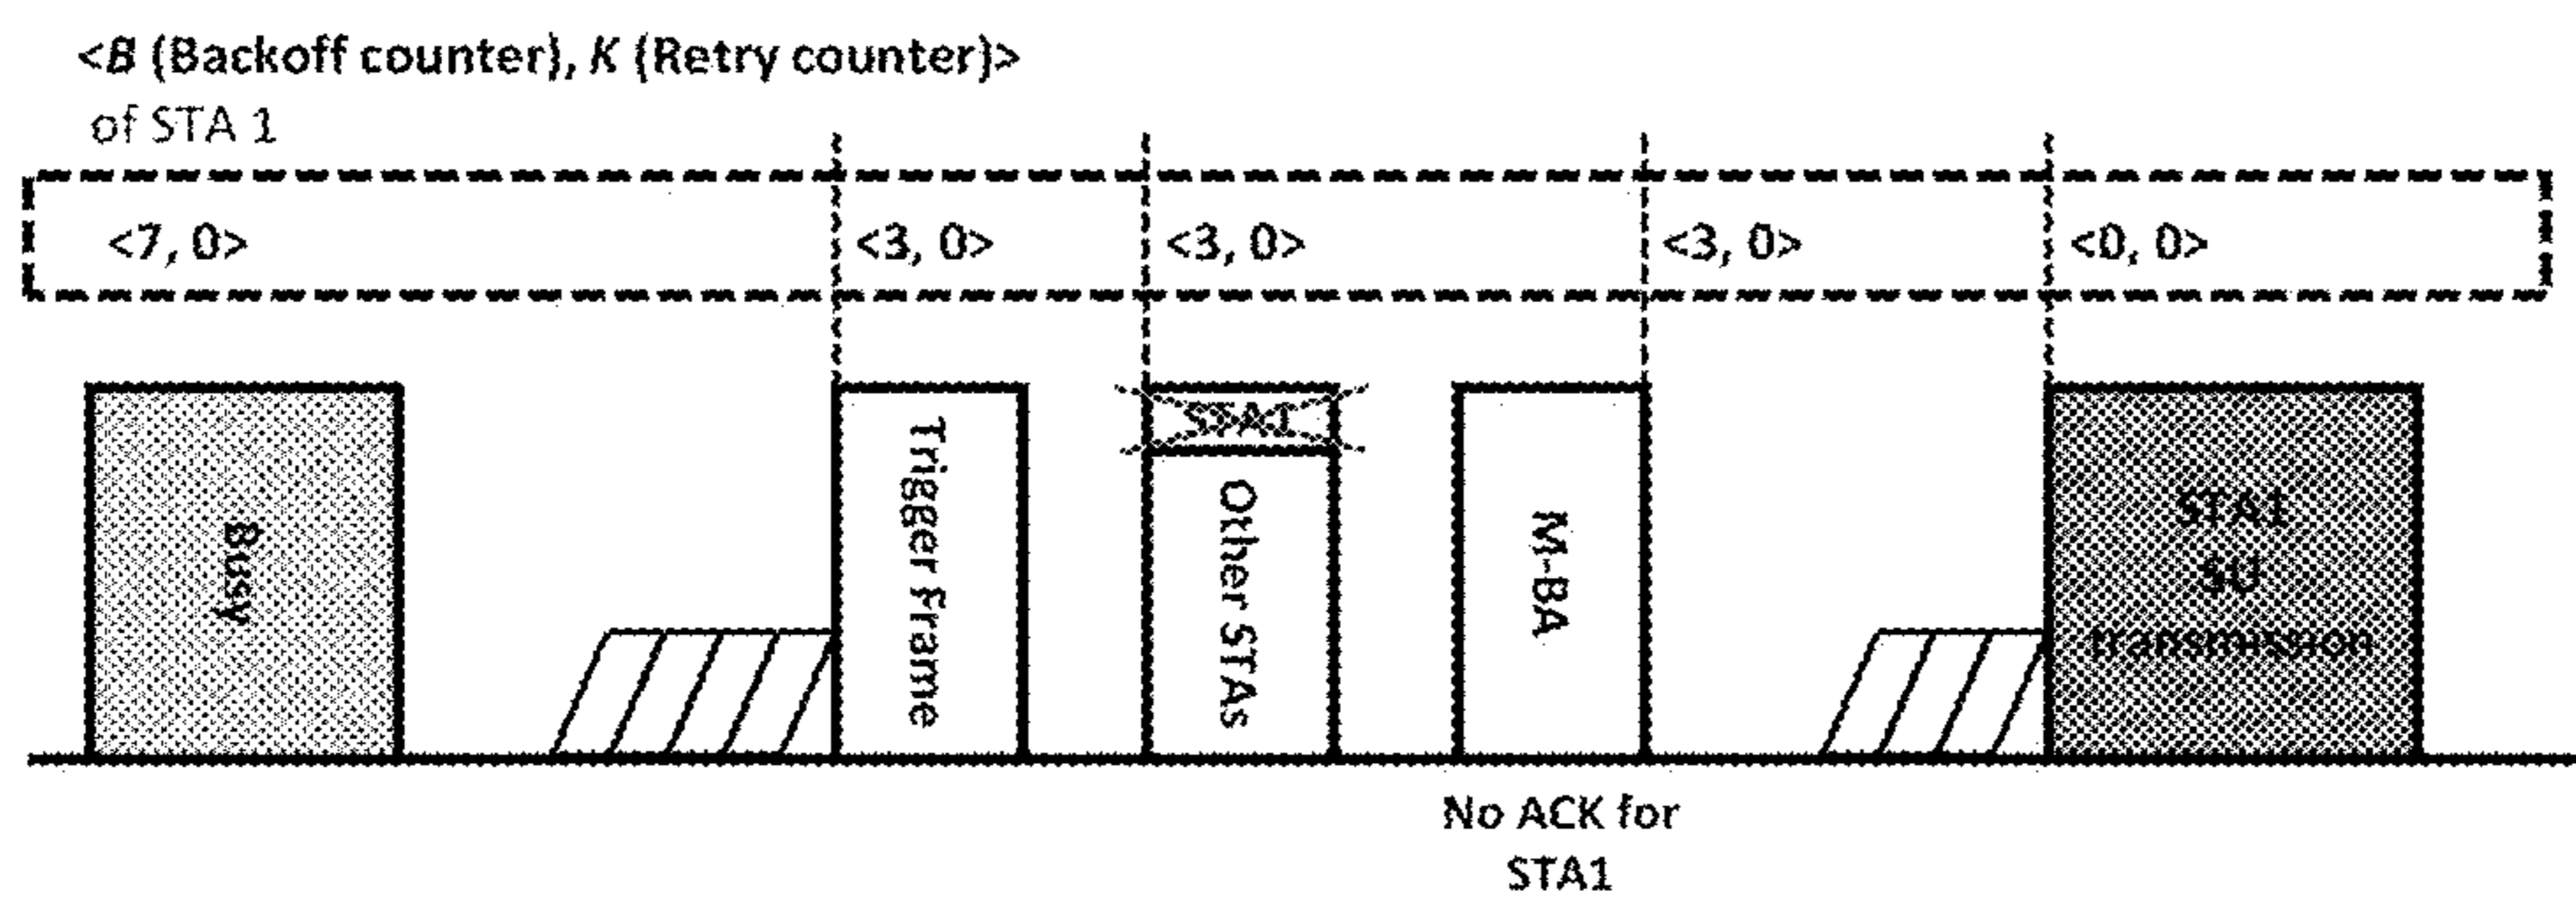 <B (Backoff counter), K (Retry counter)>
of STA 1
<7, 0>
<3, 0>
<3, 0>
<3, 0>
<0, 0>
Busy
Trigger Frame
STA1
Other STAs
M-BA
STA1
SU
transmission
No ACK for
STA1